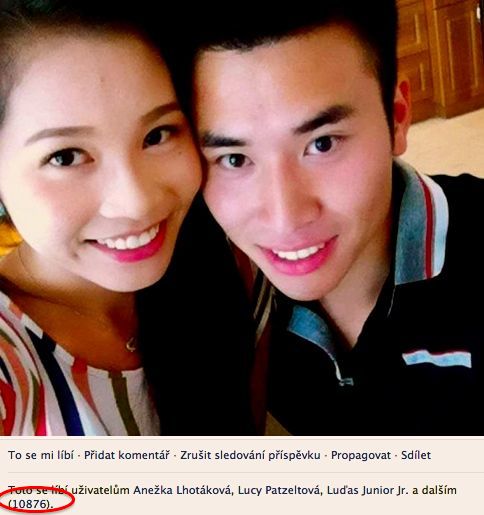 To se mi líbí · Přidat komentář · Zrušit sledování příspěvku · Propagovat · Sdílet
Toto se líbí uživatelům Anežka Lhotáková, Lucy Patzeltová, Luďas Junior Jr. a dalším
(10876).